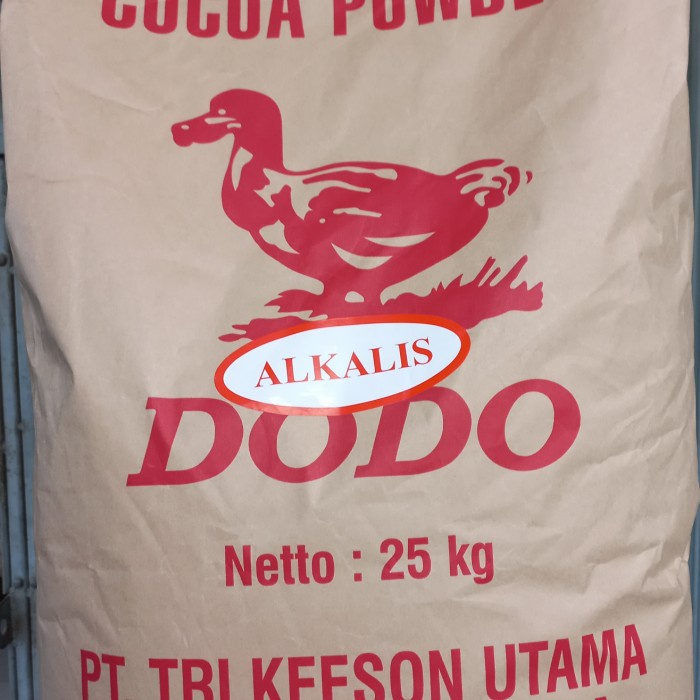 COCOA POWDE
ALKALIS
DODO
Netto : 25 kg
PT. TRI KEESON UTAMA